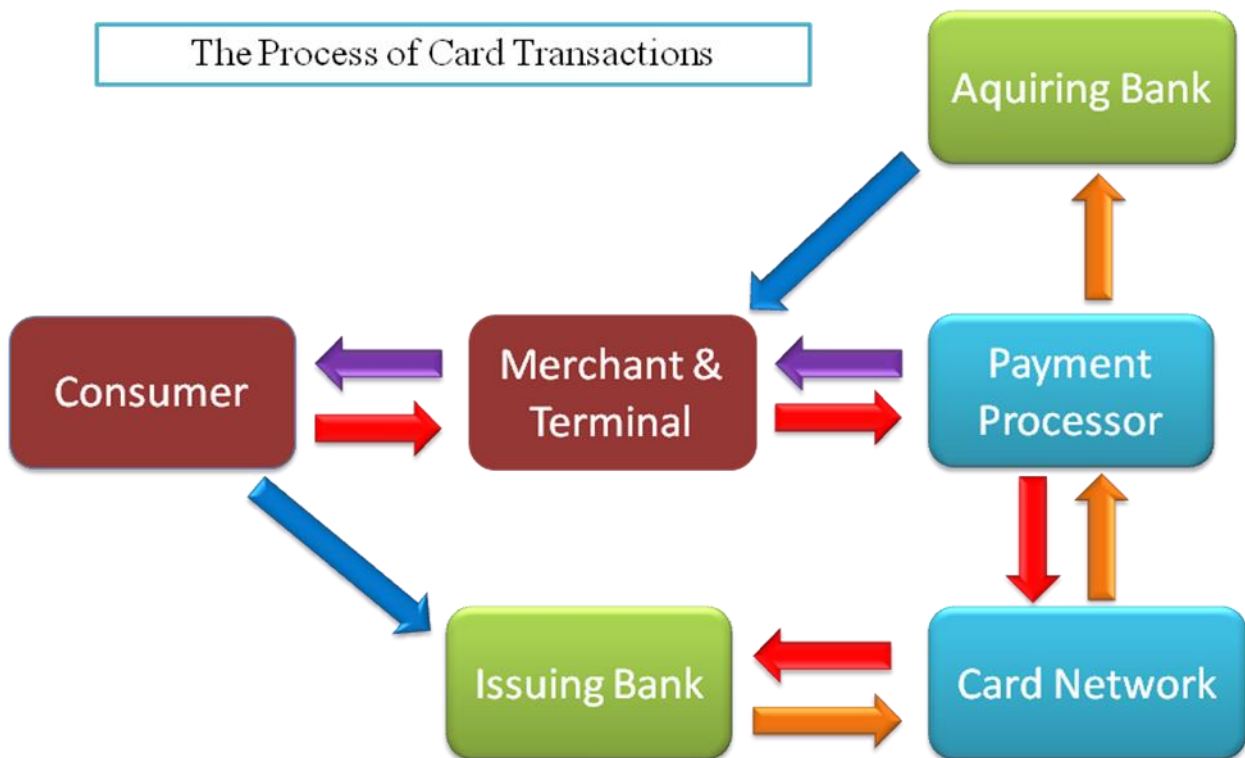 The Process of Card Transactions
Aquiring Bank
Consumer
Merchant &
Terminal
Payment
Processor
Issuing Bank
Card Network